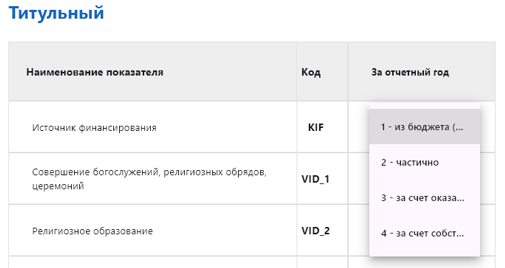 Титульный
Наименование показателя Код За отчетный год
Источник финансирования KIF 1 - из бюджета (...
2 - частично
Совершение богослужений, религиозных обрядов,
церемоний VID_1
3 - за счет оказа...
Религиозное образование VID_2 4 - за счет собст...